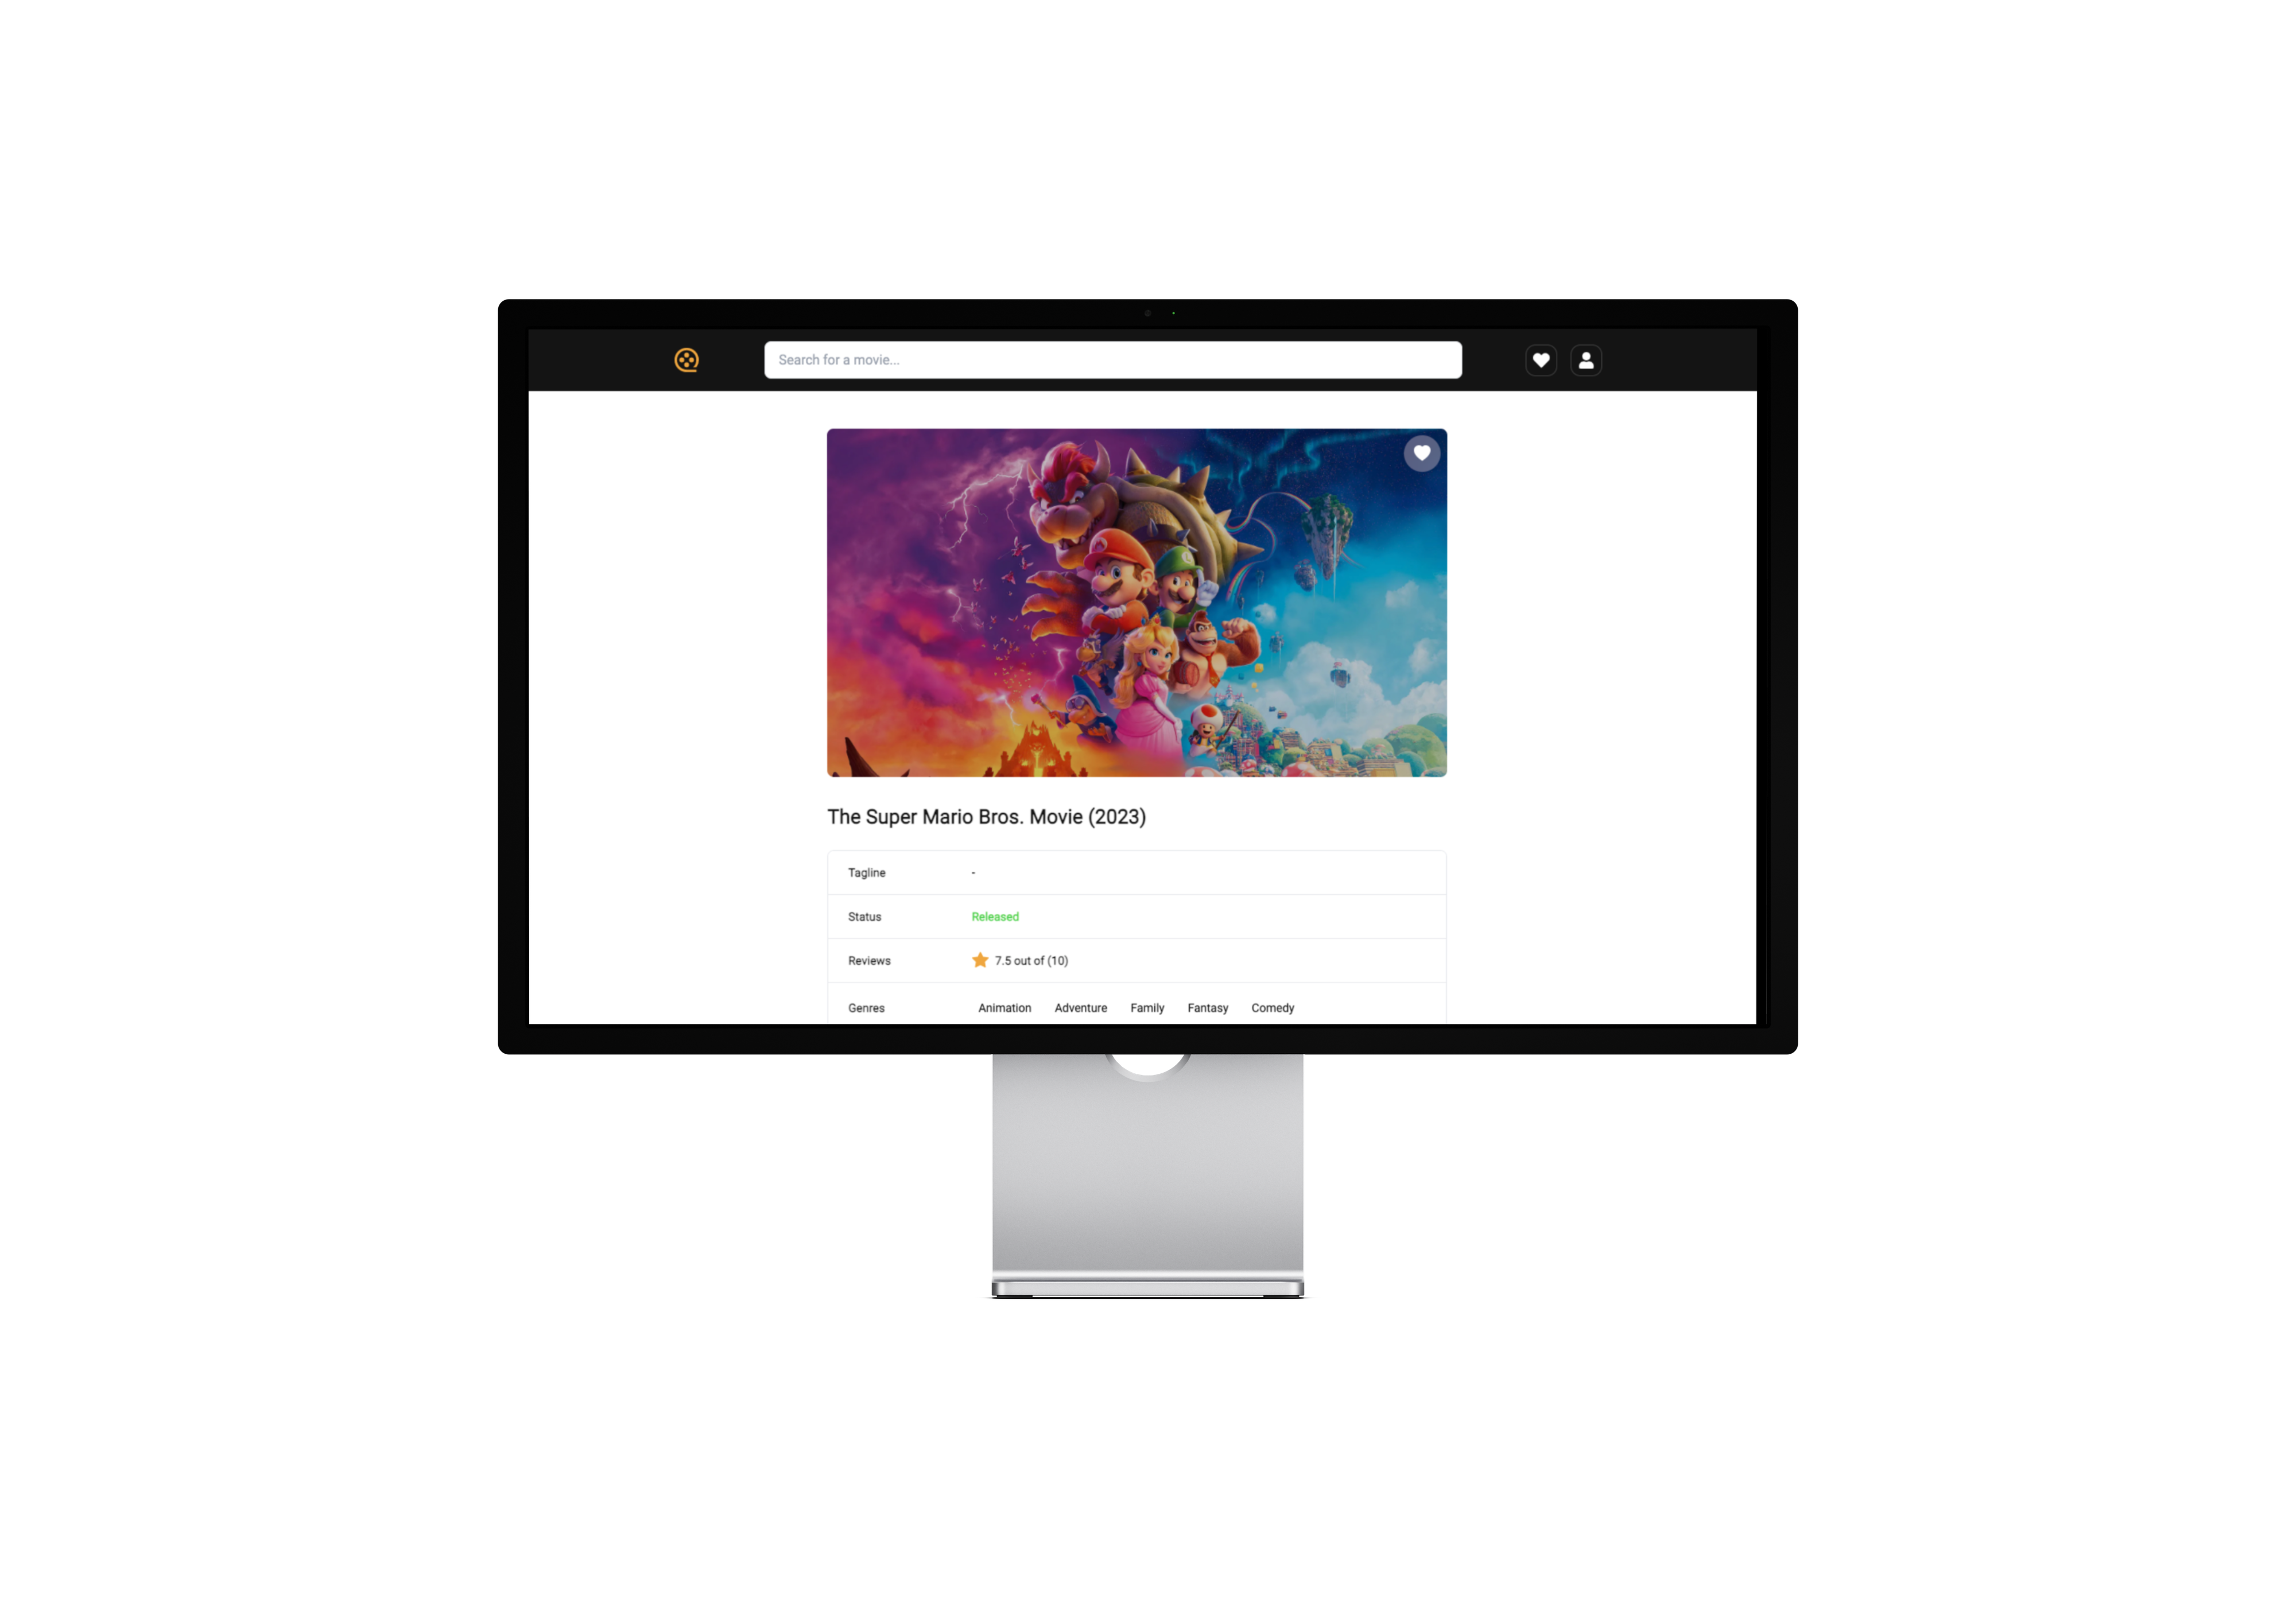 Search for a movie...
The Super Mario Bros. Movie (2023)
Tagline -
Status Released
Reviews 7.5 out of (10)
Genres Animation Adventure Family Fantasy Comedy